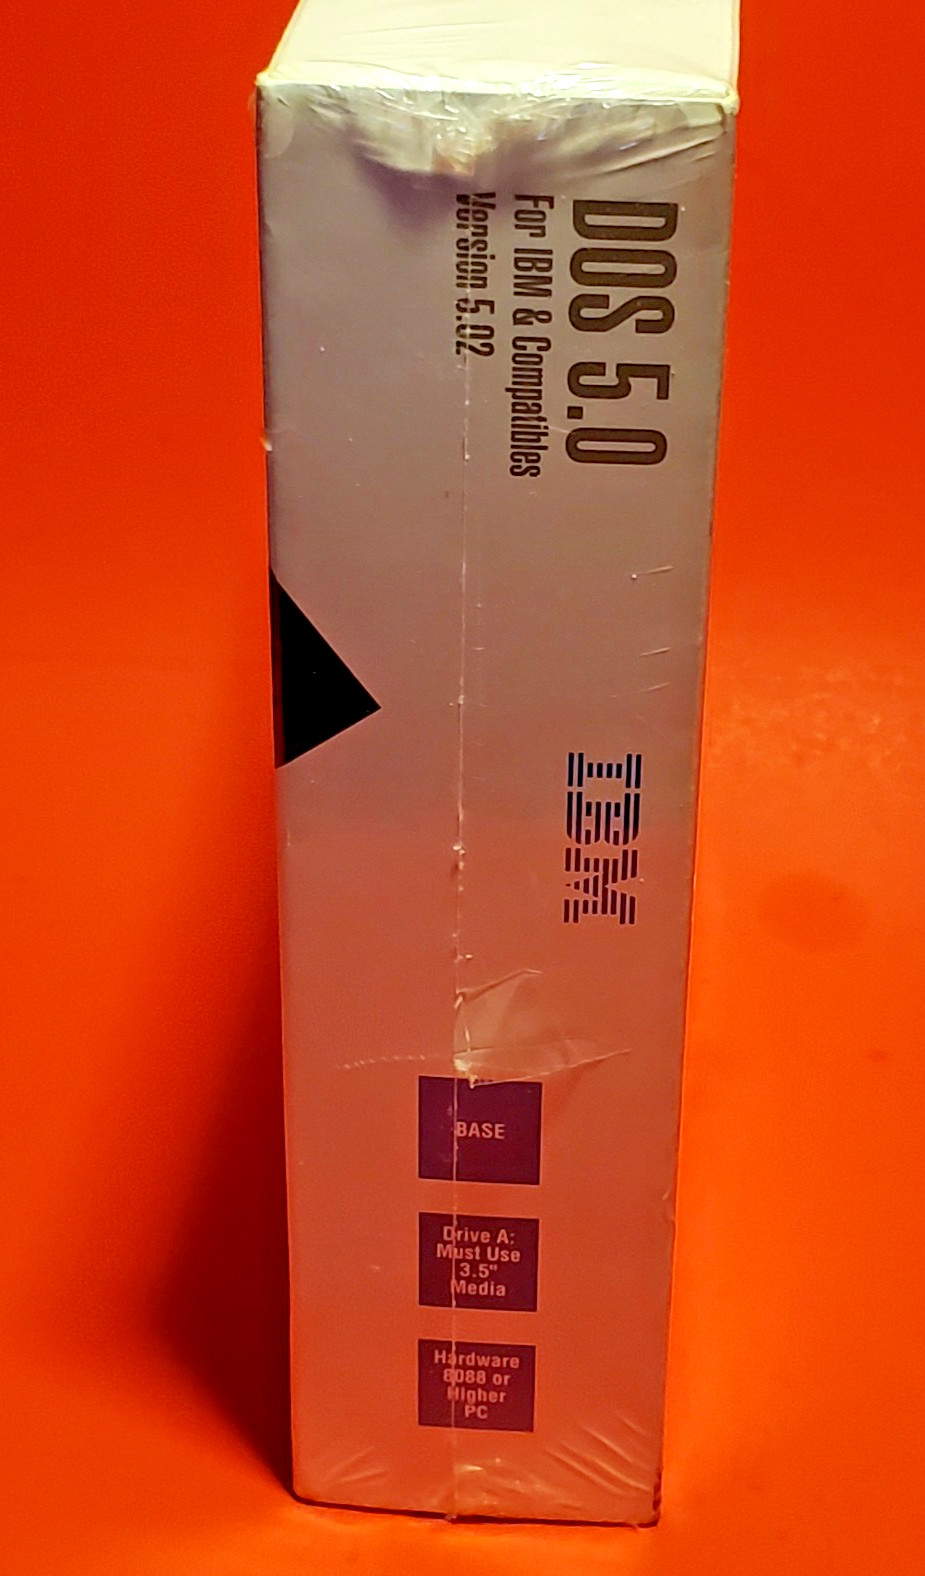 DOS 5.0
For IBM & Compatibles
Version 5.02
IBM
BASE
Drive A:
Must Use
3.5"
Media
Hardware
8088 or
Higher
PC